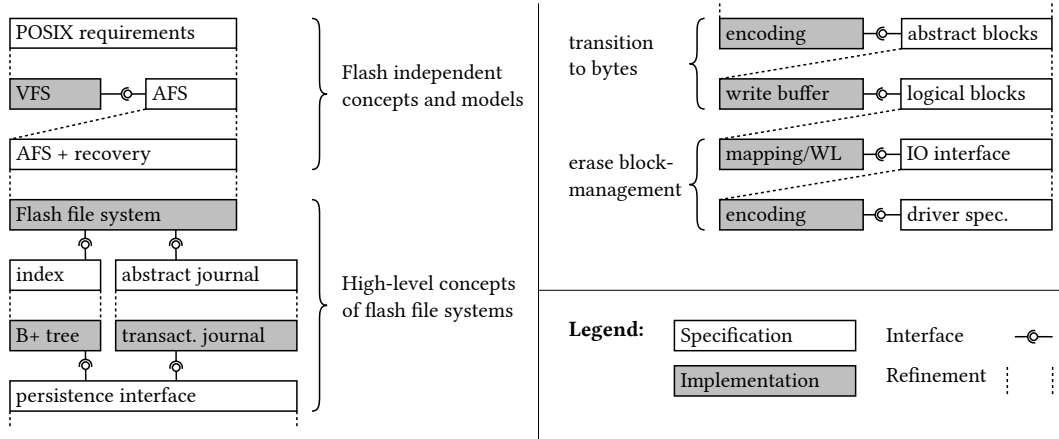 POSIX requirements
VFS
AFS
AFS + recovery
Flash independent
concepts and models
Flash file system
index
abstract journal
B+ tree
transact. journal
persistence interface
High-level concepts
of flash file systems
transition
to bytes
encoding
abstract blocks
write buffer
logical blocks
erase block-
management
mapping/WL
IO interface
encoding
driver spec.
Legend:
Specification
Interface
Implementation
Refinement